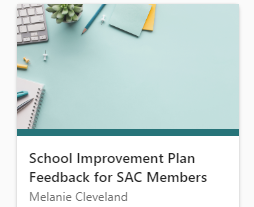 School Improvement Plan
Feedback for SAC Members
Melanie Cleveland